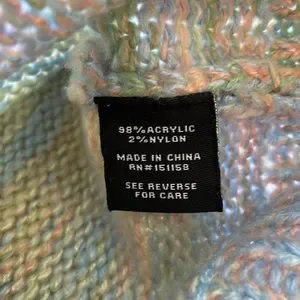 98%ACRYLIC
2%NYLON
MADE IN CHINA
RN#151158
SEE REVERSE
FOR CARE